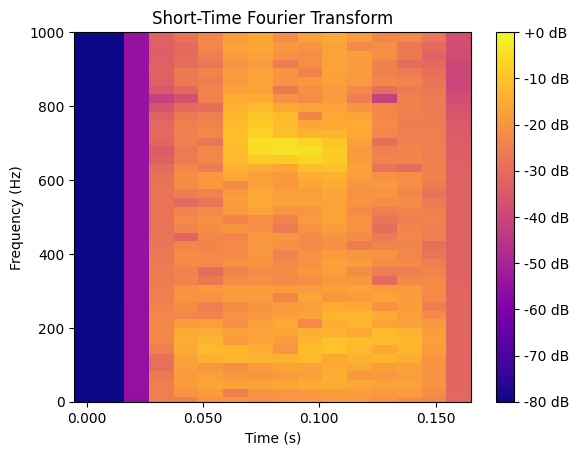 Short-Time Fourier Transform
1000
800
600
400
200
0
Frequency (Hz)
0.000
0.050
0.100
0.150
Time (s)
+0 dB
-10 dB
-20 dB
-30 dB
-40 dB
-50 dB
-60 dB
-70 dB
-80 dB